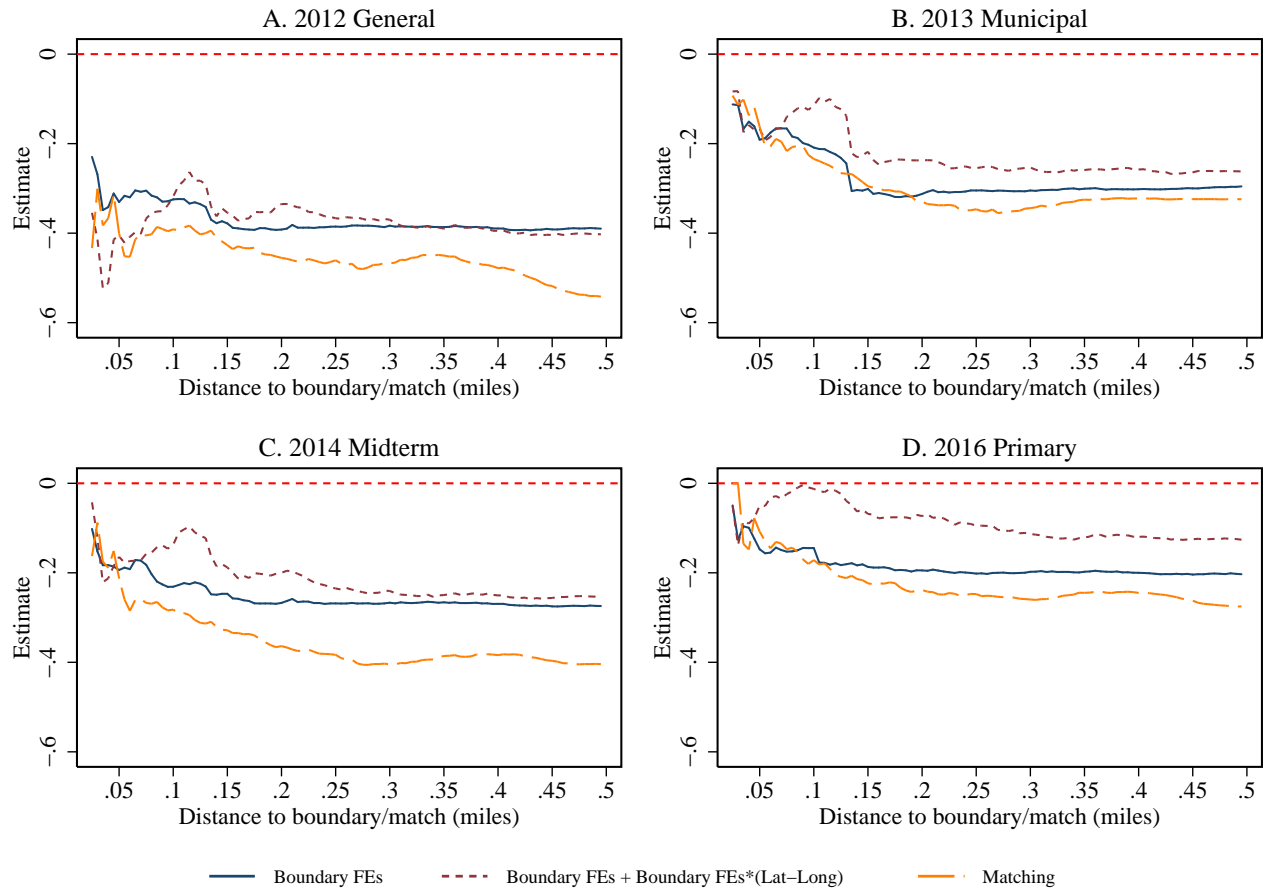 A. 2012 General
B. 2013 Municipal
Estimate
0
−.2
−.4
−.6
.05 .1 .15 .2 .25 .3 .35 .4 .45 .5
Distance to boundary/match (miles)
Estimate
0
−.2
−.4
−.6
.05 .1 .15 .2 .25 .3 .35 .4 .45 .5
Distance to boundary/match (miles)
C. 2014 Midterm
D. 2016 Primary
Estimate
0
−.2
−.4
−.6
.05 .1 .15 .2 .25 .3 .35 .4 .45 .5
Distance to boundary/match (miles)
Estimate
0
−.2
−.4
−.6
.05 .1 .15 .2 .25 .3 .35 .4 .45 .5
Distance to boundary/match (miles)
Boundary FEs Boundary FEs + Boundary FEs*(Lat−Long) Matching